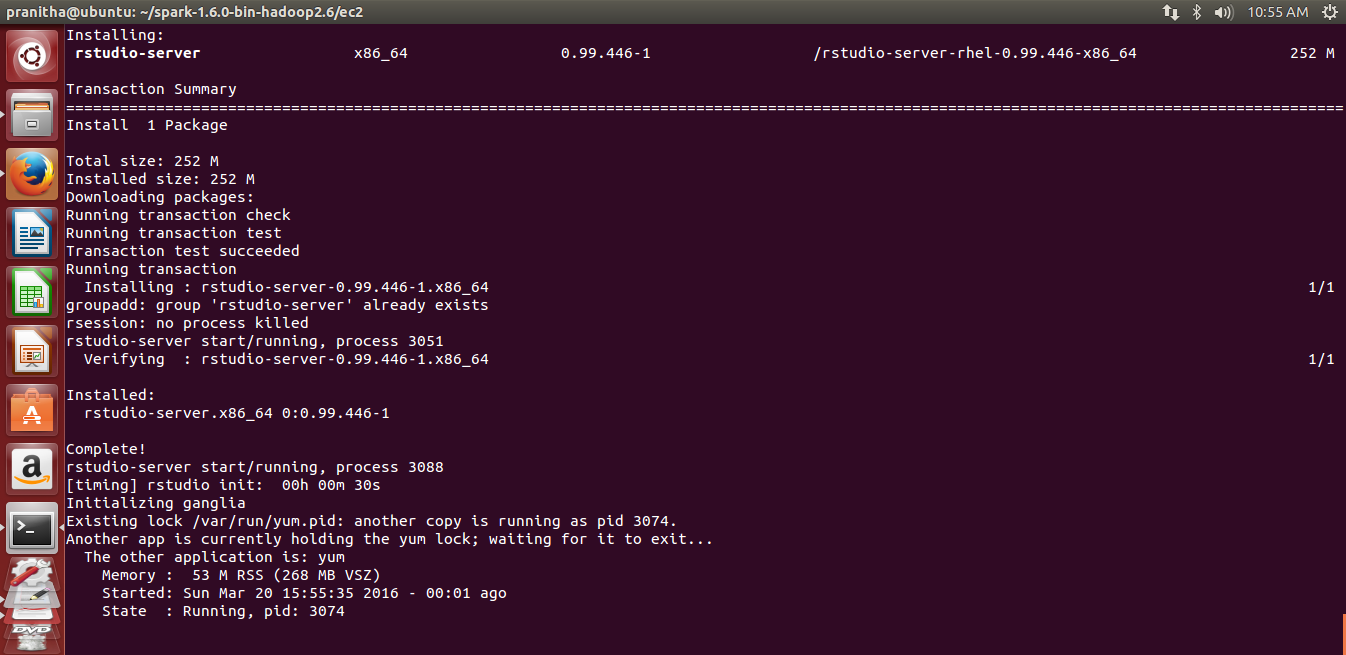 pranitha@ubuntu: ~/spark-1.6.0-bin-hadoop2.6/ec2 10:55 AM
Installing:
rstudio-server x86_64 0.99.446-1 /rstudio-server-rhel-0.99.446-x86_64 252 M
Transaction Summary
================================================================================================================================================
Install 1 Package
Total size: 252 M
Installed size: 252 M
Downloading packages:
Running transaction check
Running transaction test
Transaction test succeeded
Running transaction
Installing : rstudio-server-0.99.446-1.x86_64 1/1
groupadd: group 'rstudio-server' already exists
rsession: no process killed
rstudio-server start/running, process 3051
Verifying : rstudio-server-0.99.446-1.x86_64 1/1
Installed:
rstudio-server.x86_64 0:0.99.446-1
Complete!
rstudio-server start/running, process 3088
[timing] rstudio init: 00h 00m 30s
Initializing ganglia
Existing lock /var/run/yum.pid: another copy is running as pid 3074.
Another app is currently holding the yum lock; waiting for it to exit...
The other application is: yum
Memory : 53 M RSS (268 MB VSZ)
Started: Sun Mar 20 15:55:35 2016 - 00:01 ago
State : Running, pid: 3074
A
a
>_
DVD